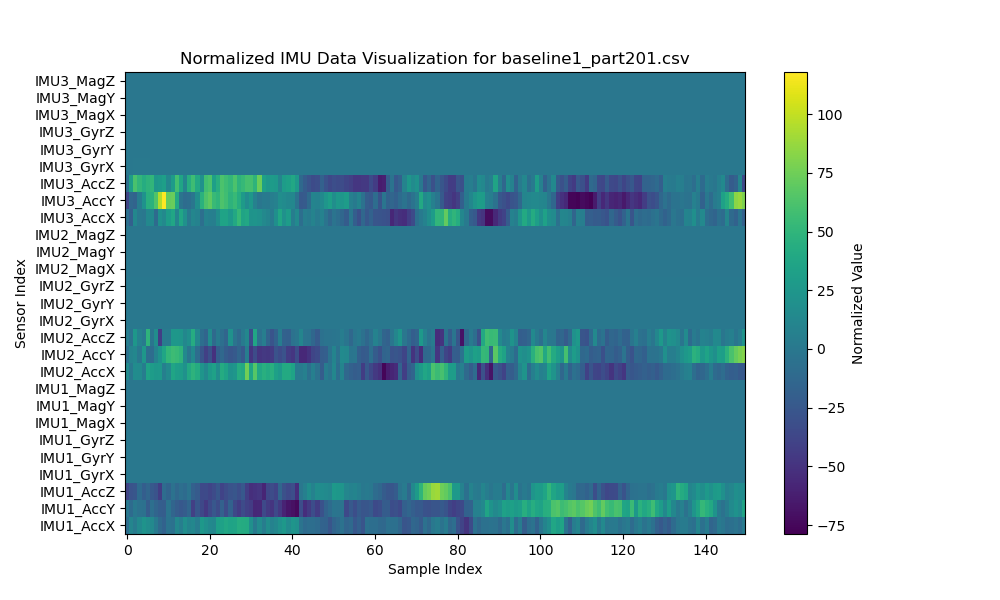 Normalized IMU Data Visualization for baseline1_part201.csv
IMU3_MagZ
IMU3_MagY
IMU3_MagX
IMU3_GyrZ
IMU3_GyrY
IMU3_GyrX
IMU3_AccZ
IMU3_AccY
IMU3_AccX
IMU2_MagZ
IMU2_MagY
IMU2_MagX
IMU2_GyrZ
IMU2_GyrY
IMU2_GyrX
IMU2_AccZ
IMU2_AccY
IMU2_AccX
IMU1_MagZ
IMU1_MagY
IMU1_MagX
IMU1_GyrZ
IMU1_GyrY
IMU1_GyrX
IMU1_AccZ
IMU1_AccY
IMU1_AccX
Sensor Index
0 20 40 60 80 100 120 140
Sample Index
100
75
50
25
0
−25
−50
−75
Normalized Value